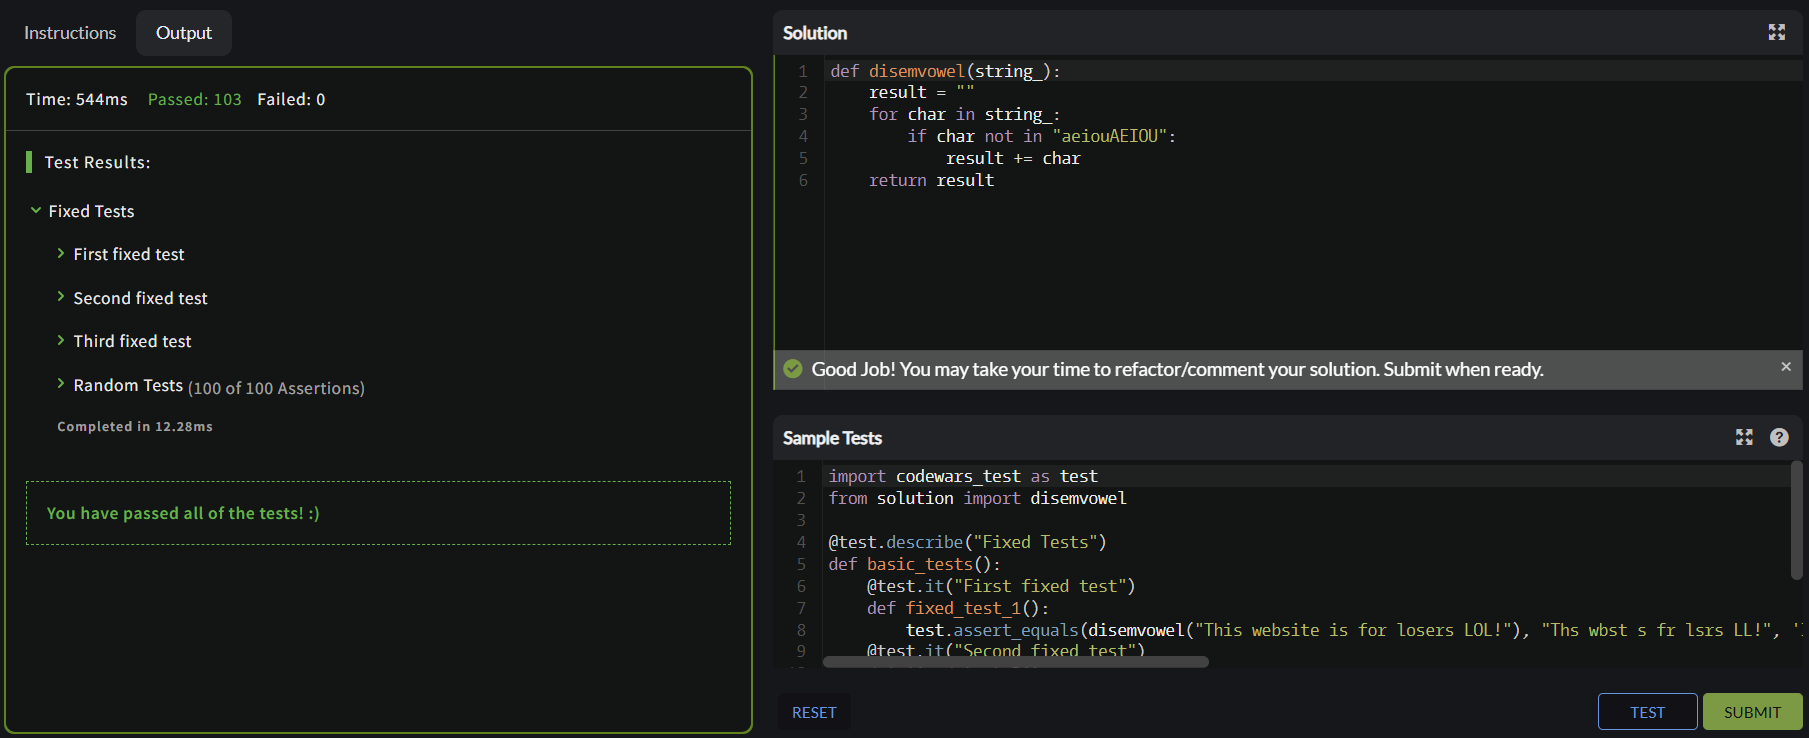 Instructions Output
Time: 544ms Passed: 103 Failed: 0
Test Results:
Fixed Tests
First fixed test
Second fixed test
Third fixed test
Random Tests (100 of 100 Assertions)
Completed in 12.28ms
You have passed all of the tests! :)
Solution
1 def disemvowel(string_):
2     result = ""
3     for char in string_:
4         if char not in "aeiouAEIOU":
5             result += char
6     return result
Good Job! You may take your time to refactor/comment your solution. Submit when ready.
Sample Tests
1 import codewars_test as test
2 from solution import disemvowel
3
4 @test.describe("Fixed Tests")
5 def basic_tests():
6     @test.it("First fixed test")
7     def fixed_test_1():
8         test.assert_equals(disemvowel("This website is for losers LOL!"), "Ths wbst s fr lsrs LL!",
9     @test.it("Second fixed test")
RESET TEST SUBMIT